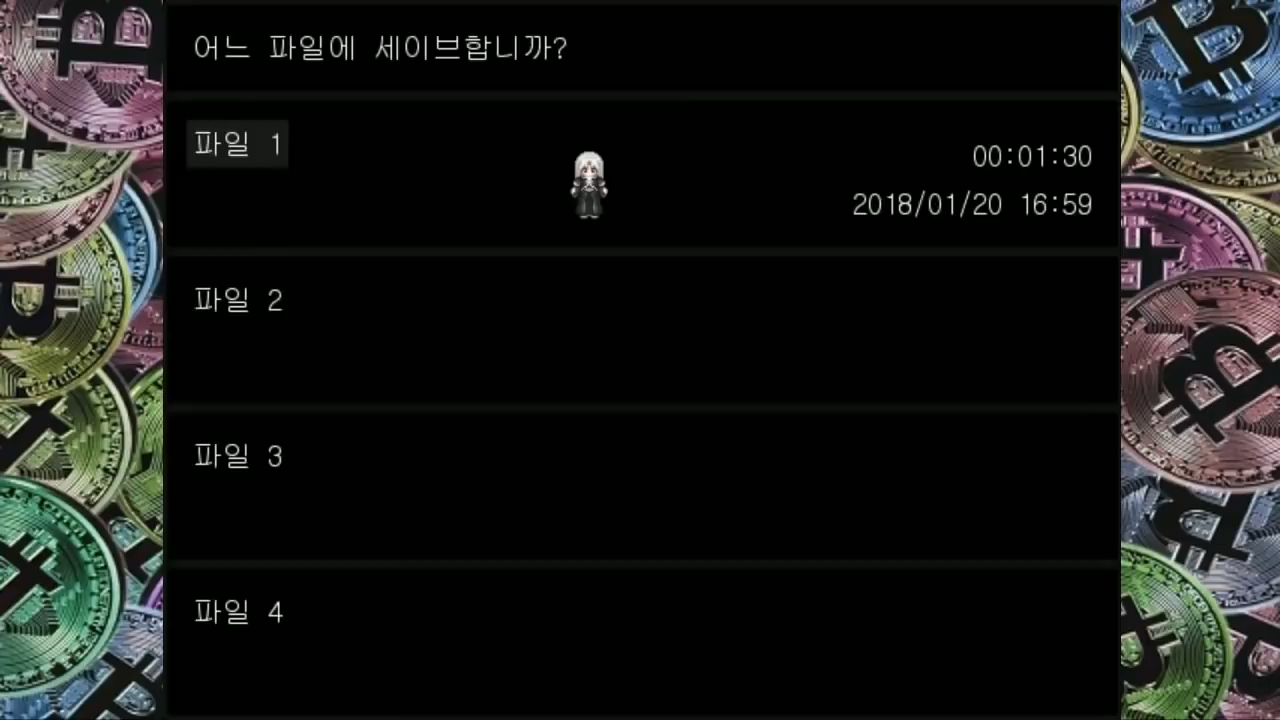 어느 파일에 세이브합니까?
파일 1
00:01:30
2018/01/20 16:59
파일 2
파일 3
파일 4